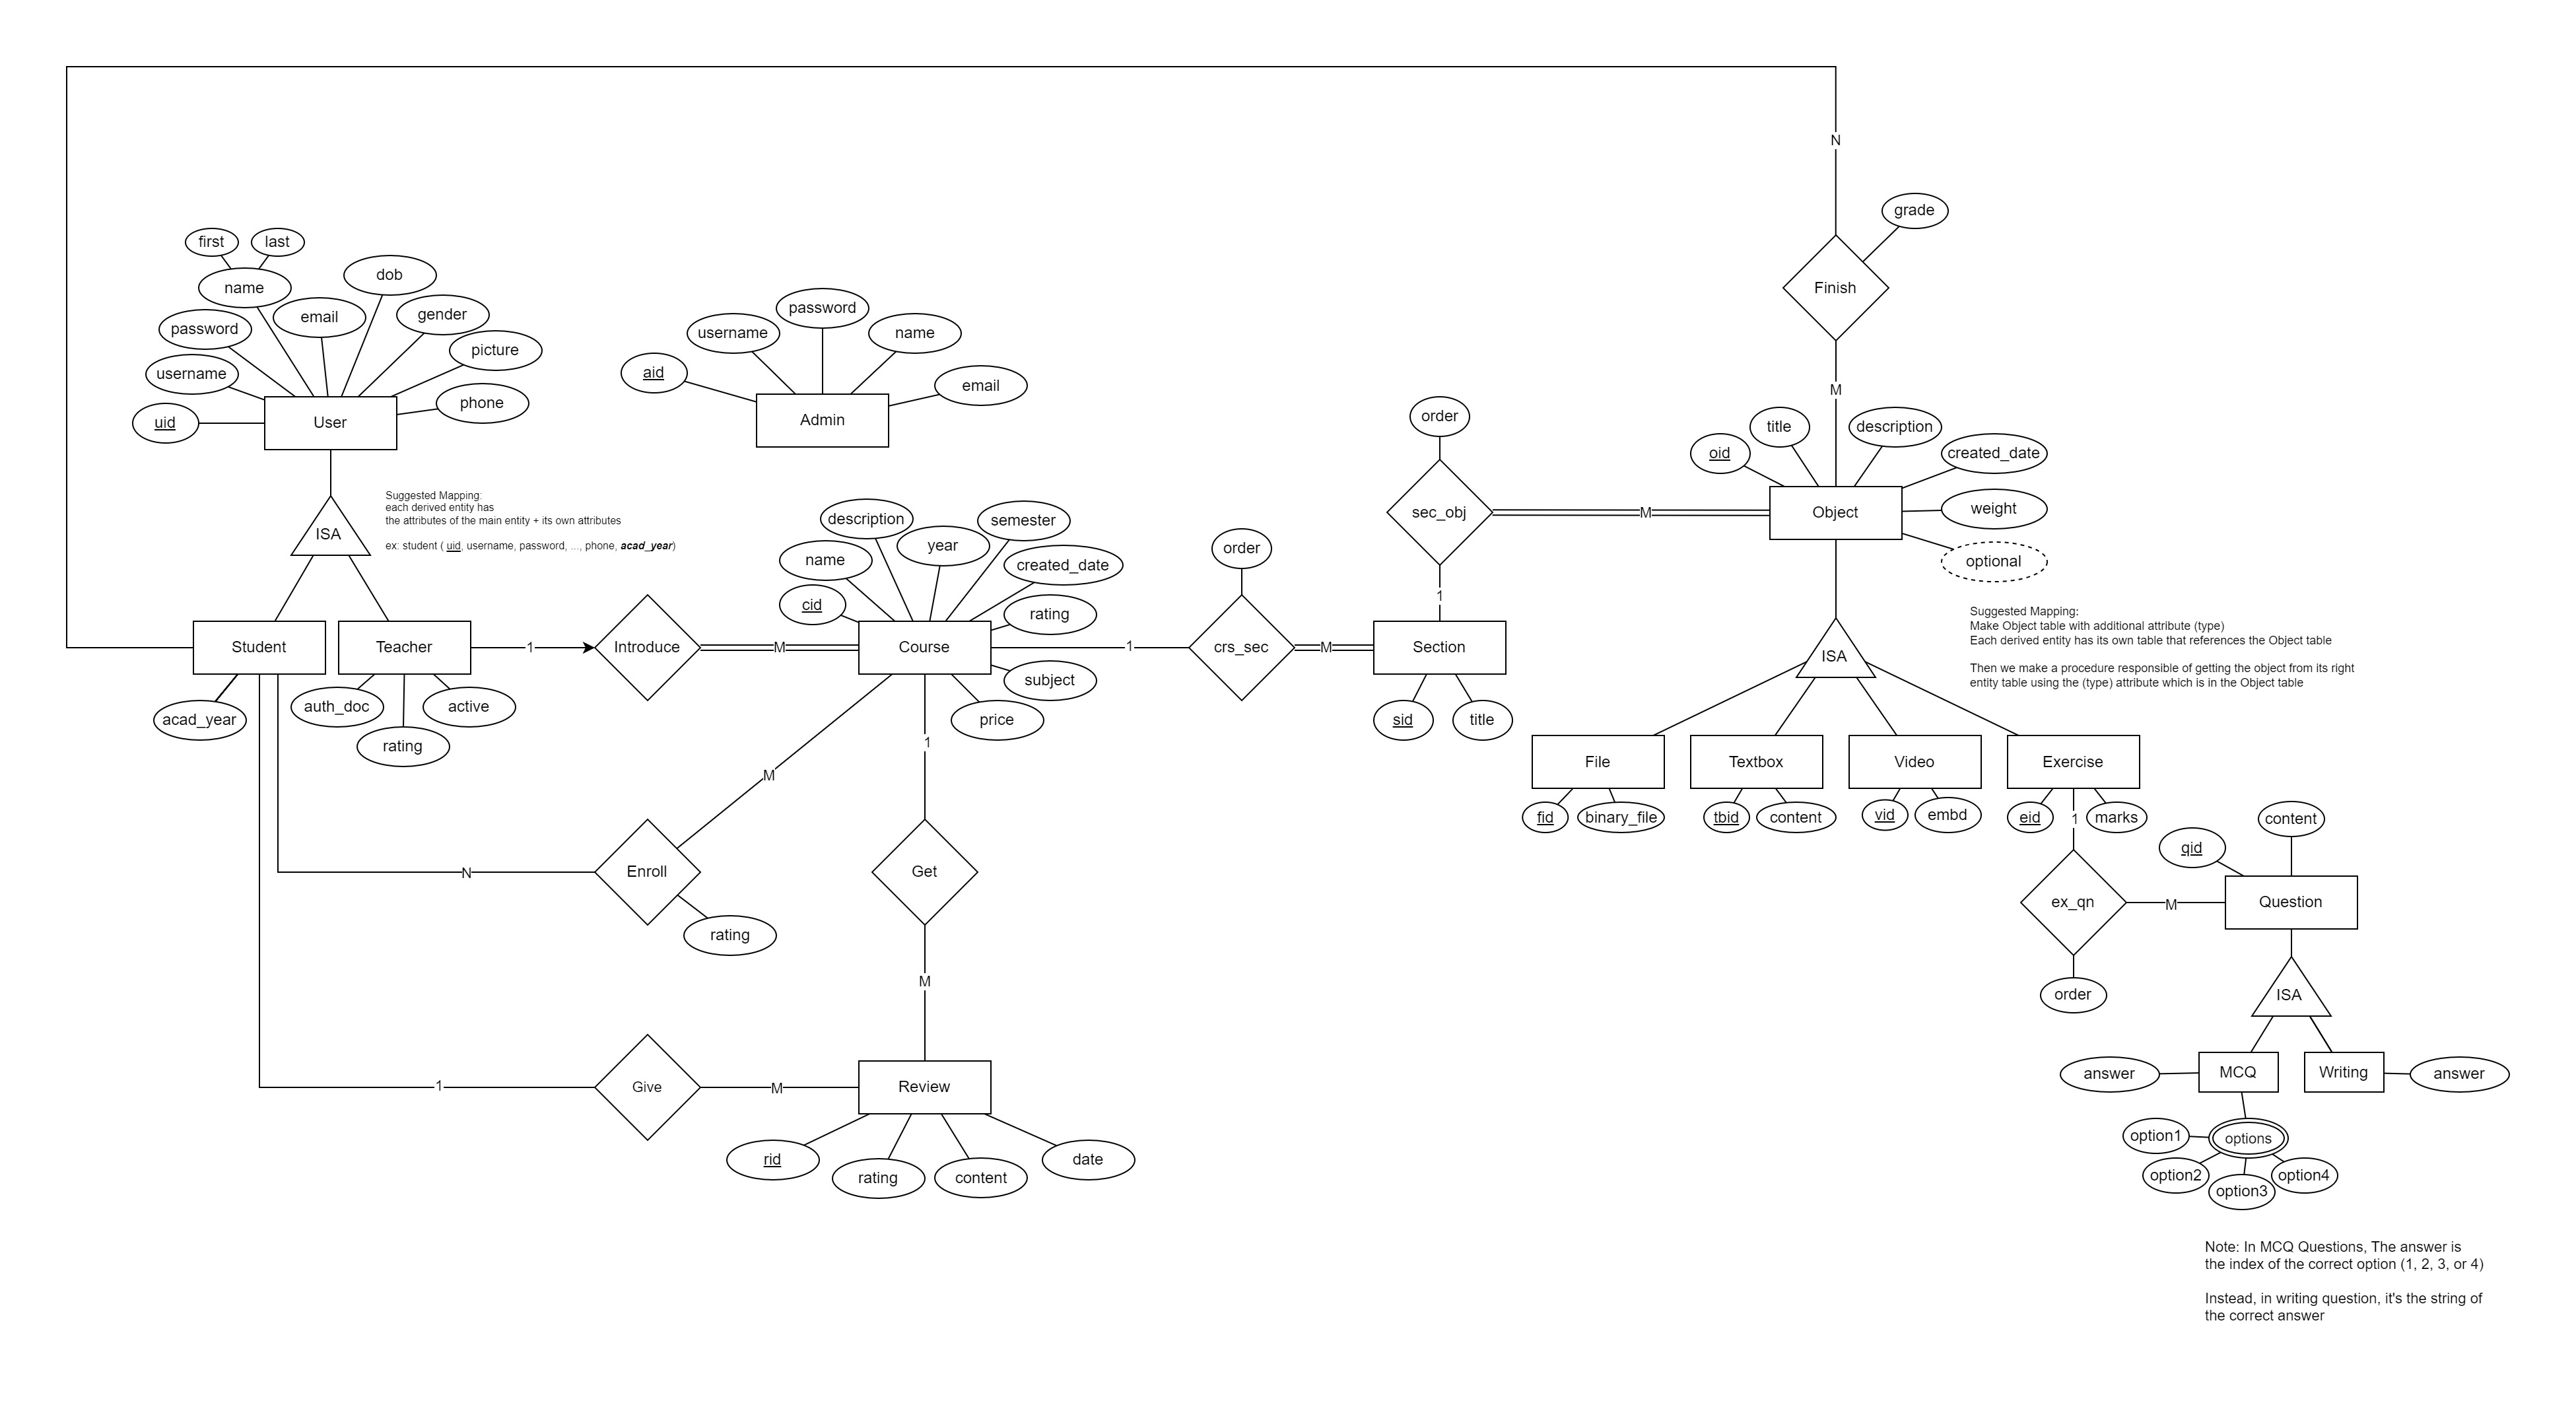 N
grade
Finish
M
first
last
name
dob
email
gender
password
picture
username
phone
uid
User
password
username
name
aid
email
Admin
order
title
description
oid
created_date
sec_obj
M
Object
weight
optional
1
Suggested Mapping:
each derived entity has
the attributes of the main entity + its own attributes
ex: student ( uid, username, password, ..., phone, acad_year)
ISA
description
semester
year
name
created_date
cid
rating
order
Student
Teacher
1
Introduce
M
Course
1
crs_sec
M
Section
subject
price
acad_year
auth_doc
active
rating
sid
title
Suggested Mapping:
Make Object table with additional attribute (type)
Each derived entity has its own table that references the Object table
Then we make a procedure responsible of getting the object from its right
entity table using the (type) attribute which is in the Object table
ISA
File
Textbox
Video
Exercise
fid
binary_file
tbid
content
vid
embd
eid
1
marks
1
M
N
Enroll
Get
rating
M
content
qid
ex_qn
M
Question
order
ISA
1
Give
M
Review
rid
rating
content
date
answer
MCQ
Writing
answer
options
option1
option2
option3
option4
Note: In MCQ Questions, The answer is
the index of the correct option (1, 2, 3, or 4)
Instead, in writing question, it's the string of
the correct answer